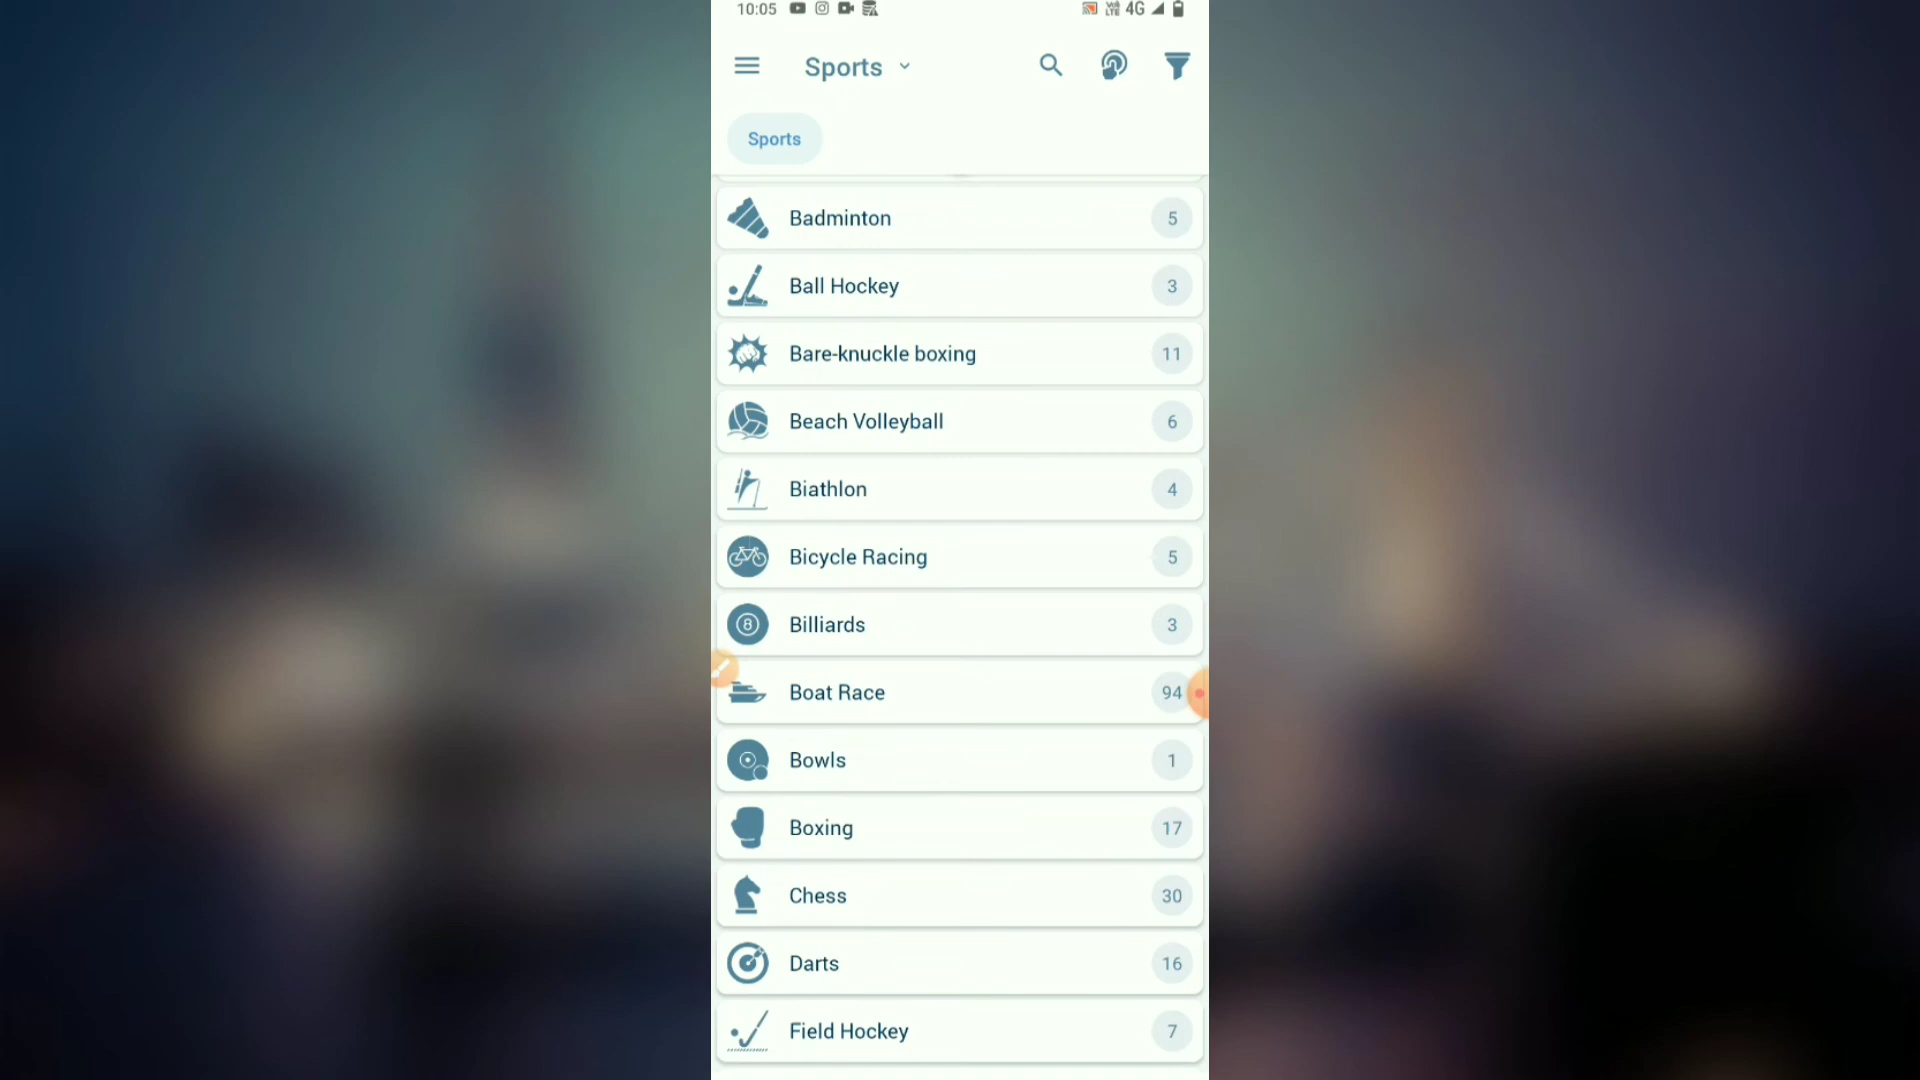 10:05 VoLTE 4G
Sports
Sports
Badminton 5
Ball Hockey 3
Bare-knuckle boxing 11
Beach Volleyball 6
Biathlon 4
Bicycle Racing 5
8 Billiards 3
Boat Race 94
Bowls 1
Boxing 17
Chess 30
Darts 16
Field Hockey 7